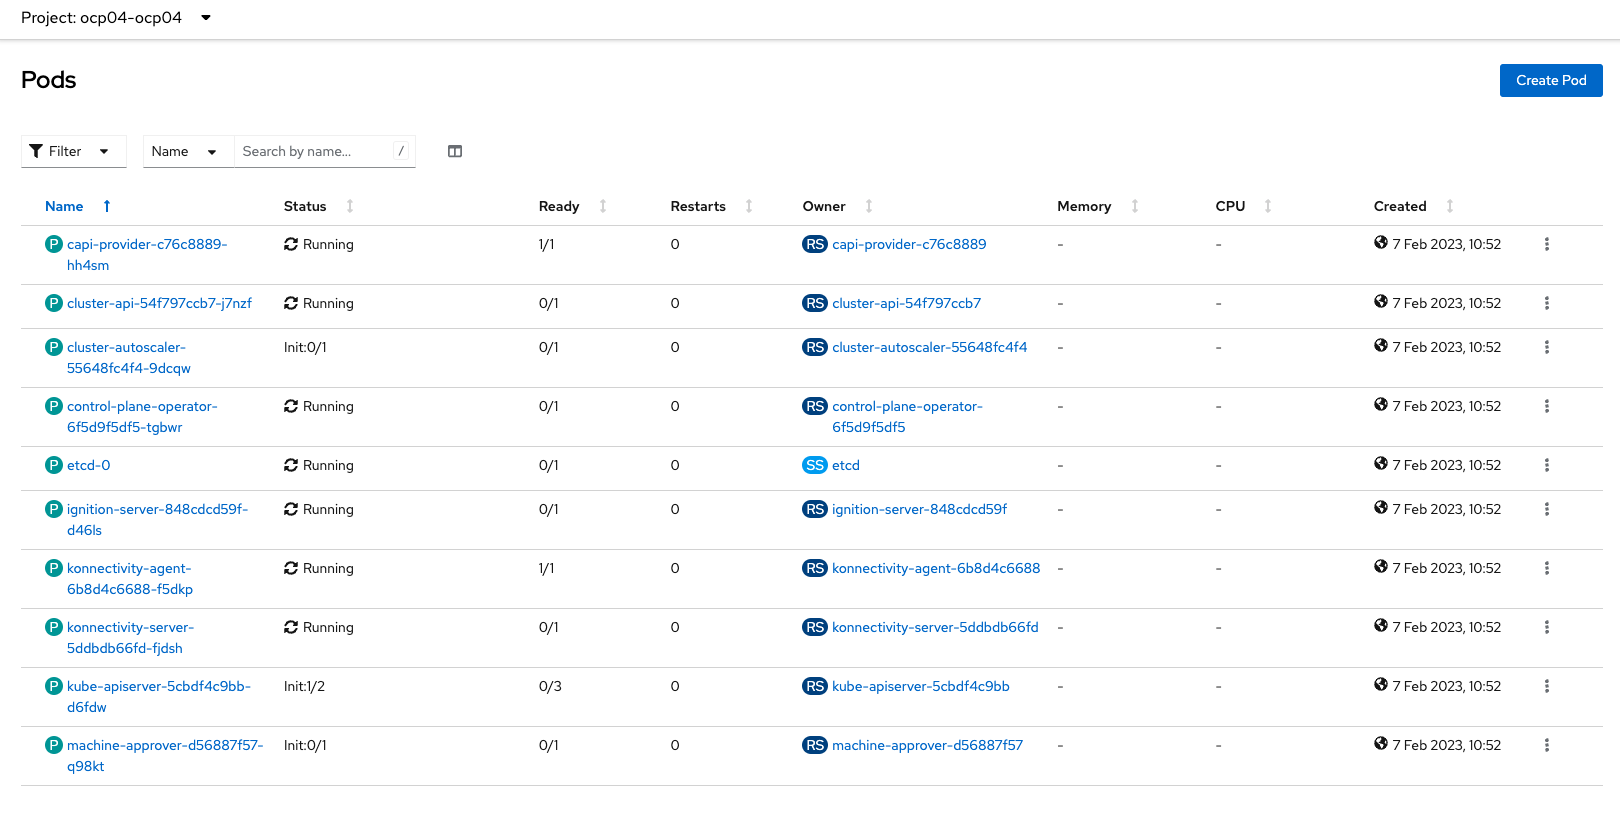 Project: ocp04-ocp04
Pods
Create Pod
Filter
Name
Search by name...
/
Name Status Ready Restarts Owner Memory CPU Created
P capi-provider-c76c8889- Running 1/1 0 RS capi-provider-c76c8889 - - 7 Feb 2023, 10:52
hh4sm
P cluster-api-54f797ccb7-j7nzf Running 0/1 0 RS cluster-api-54f797ccb7 - - 7 Feb 2023, 10:52
P cluster-autoscaler- Init:0/1 0/1 0 RS cluster-autoscaler-55648fc4f4 - - 7 Feb 2023, 10:52
55648fc4f4-9dcqw
P control-plane-operator- Running 0/1 0 RS control-plane-operator- - - 7 Feb 2023, 10:52
6f5d9f5df5-tgbwr 6f5d9f5df5
P etcd-0 Running 0/1 0 SS etcd - - 7 Feb 2023, 10:52
P ignition-server-848cdcd59f- Running 0/1 0 RS ignition-server-848cdcd59f - - 7 Feb 2023, 10:52
d46ls
P konnectivity-agent- Running 1/1 0 RS konnectivity-agent-6b8d4c6688 - - 7 Feb 2023, 10:52
6b8d4c6688-f5dkp
P konnectivity-server- Running 0/1 0 RS konnectivity-server-5ddbdb66fd - - 7 Feb 2023, 10:52
5ddbdb66fd-fjdsh
P kube-apiserver-5cbdf4c9bb- Init:1/2 0/3 0 RS kube-apiserver-5cbdf4c9bb - - 7 Feb 2023, 10:52
d6fdw
P machine-approver-d56887f57- Init:0/1 0/1 0 RS machine-approver-d56887f57 - - 7 Feb 2023, 10:52
q98kt